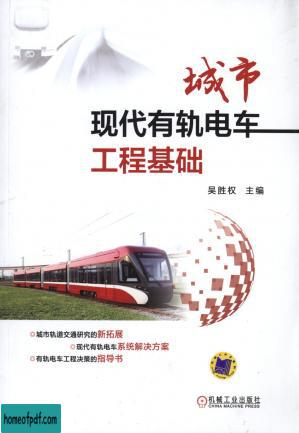 城市
现代有轨电车
工程基础
吴胜权 主编
城市轨道交通研究的新拓展
现代有轨电车系统解决方案
有轨电车工程决策的指导书
机械工业出版社
CHINA MACHINE PRESS
homeofpdf.com
homeofpdf.com